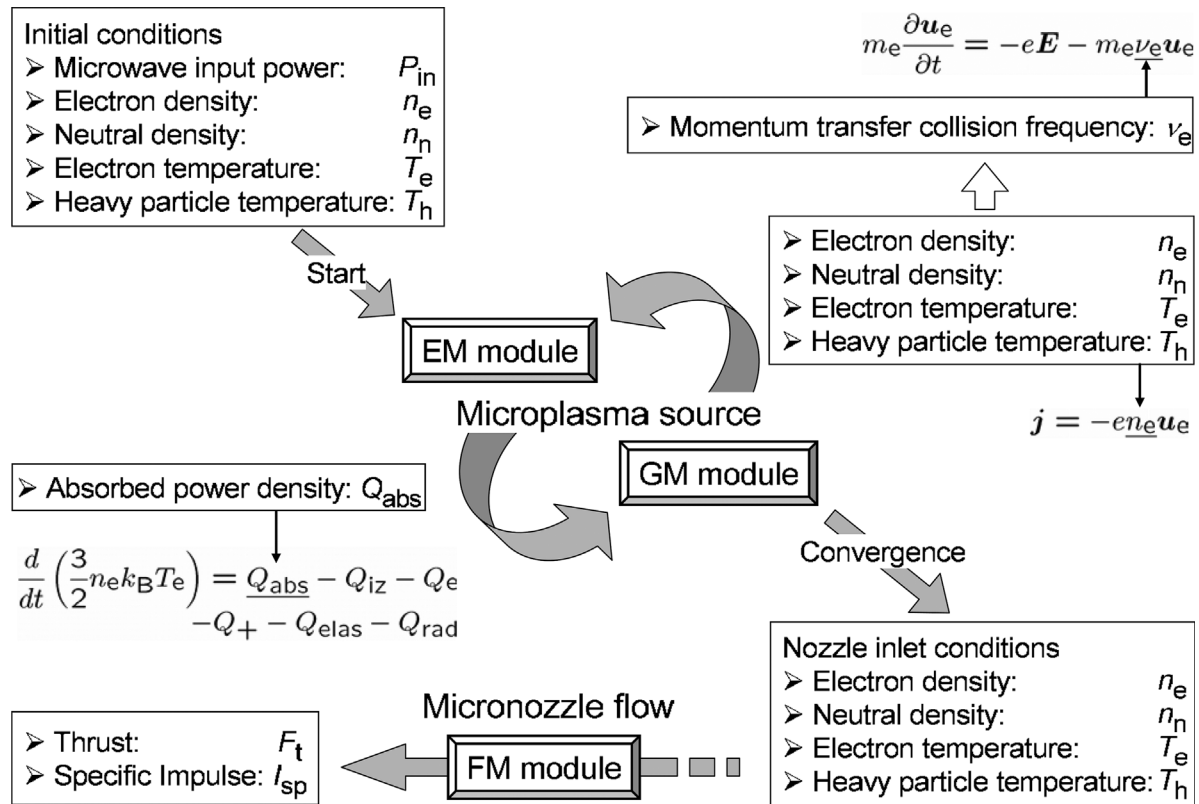 Initial conditions
➢ Microwave input power: P_in
➢ Electron density: n_e
➢ Neutral density: n_n
➢ Electron temperature: T_e
➢ Heavy particle temperature: T_h
m_e ∂u_e/∂t = −eE − m_e ν_e u_e
➢ Momentum transfer collision frequency: ν_e
➢ Electron density: n_e
➢ Neutral density: n_n
➢ Electron temperature: T_e
➢ Heavy particle temperature: T_h
j = −e n_e u_e
Start
EM module
Microplasma source
GM module
➢ Absorbed power density: Q_abs
d/dt (3/2 n_e k_B T_e) = Q_abs − Q_iz − Q_e
−Q_+ − Q_elas − Q_rad
Convergence
Nozzle inlet conditions
➢ Electron density: n_e
➢ Neutral density: n_n
➢ Electron temperature: T_e
➢ Heavy particle temperature: T_h
Micronozzle flow
FM module
➢ Thrust: F_t
➢ Specific Impulse: I_sp